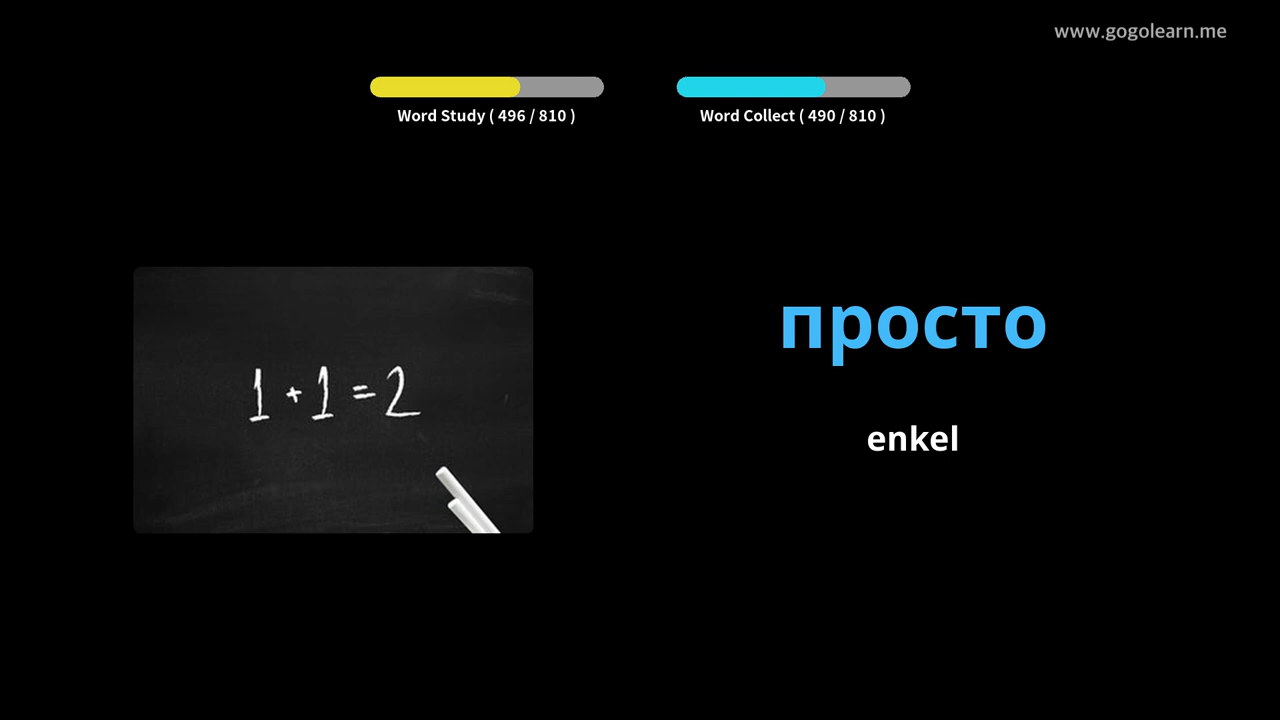 www.gogolearn.me
Word Study ( 496 / 810 )
Word Collect ( 490 / 810 )
1 + 1 = 2
просто
enkel